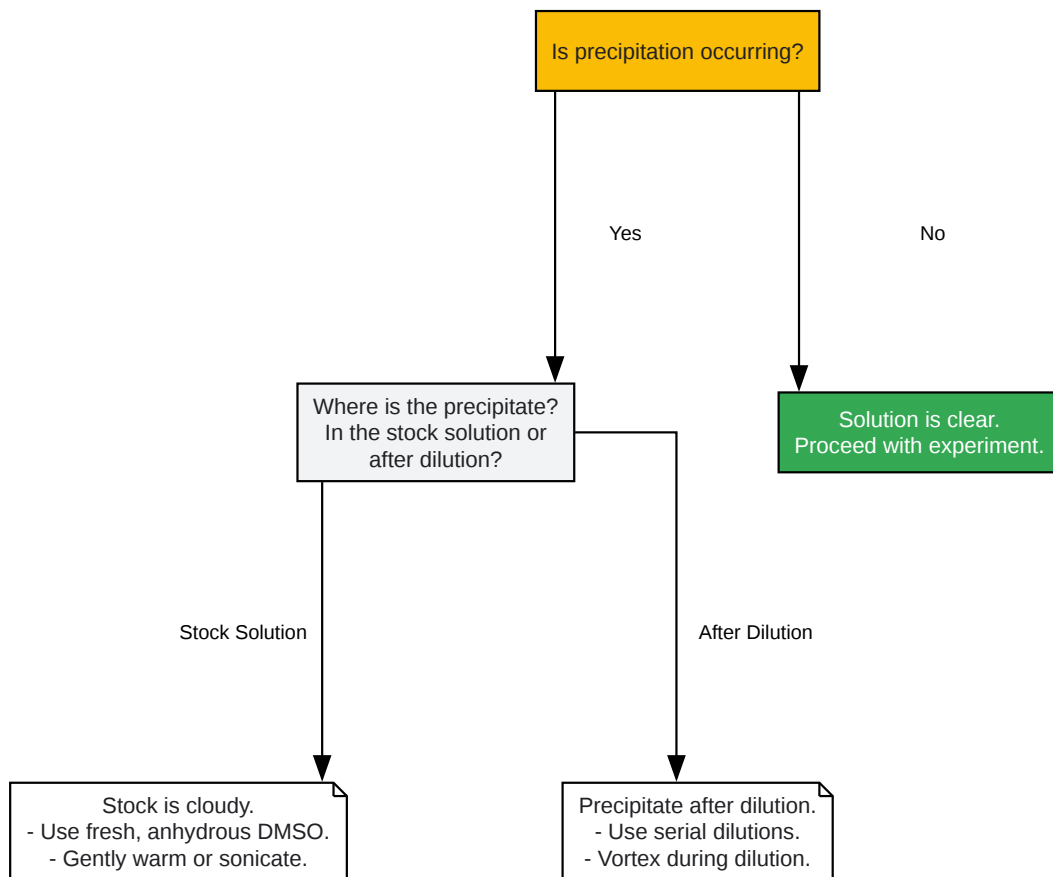 Is precipitation occurring?
Yes
No
Where is the precipitate?
In the stock solution or
after dilution?
Solution is clear.
Proceed with experiment.
Stock Solution
After Dilution
Stock is cloudy.
- Use fresh, anhydrous DMSO.
- Gently warm or sonicate.
Precipitate after dilution.
- Use serial dilutions.
- Vortex during dilution.